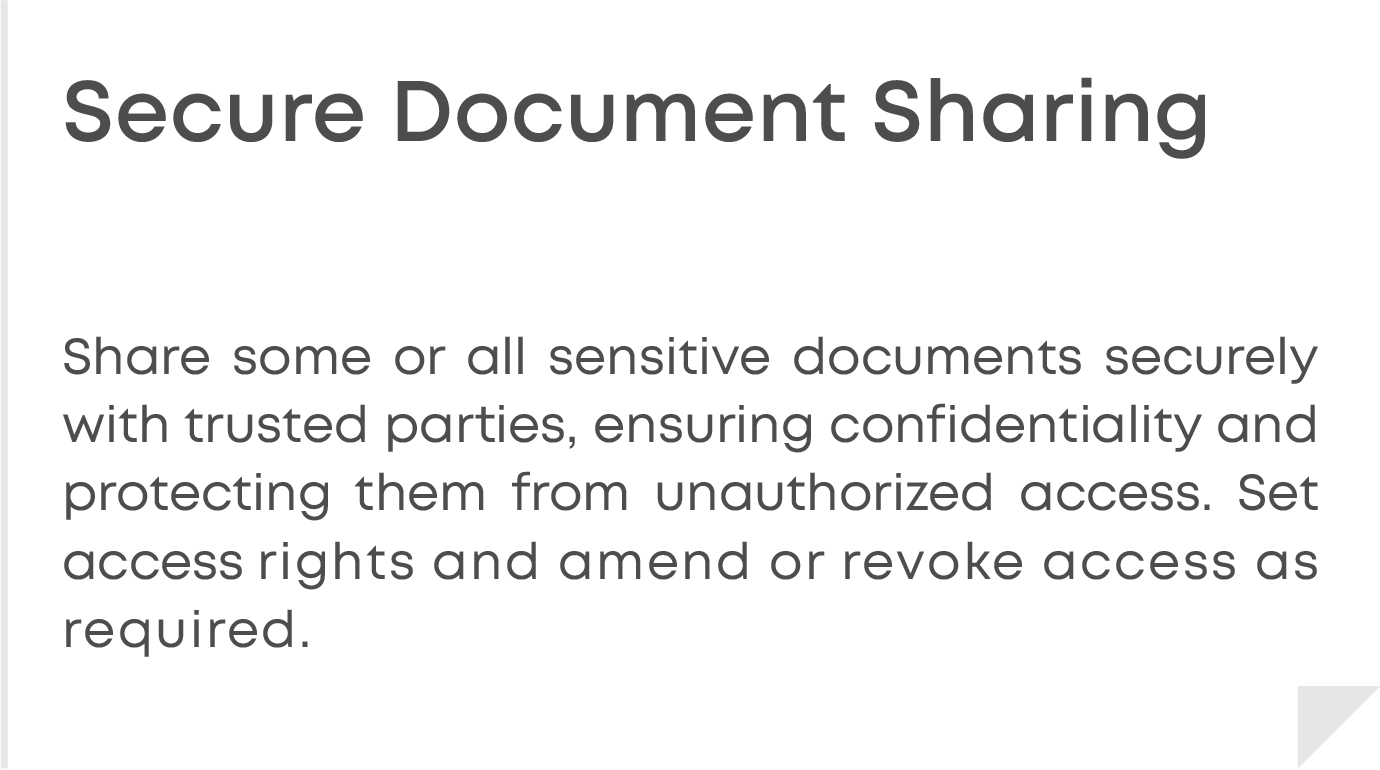 Secure Document Sharing
Share some or all sensitive documents securely
with trusted parties, ensuring confidentiality and
protecting them from unauthorized access. Set
access rights and amend or revoke access as
required.